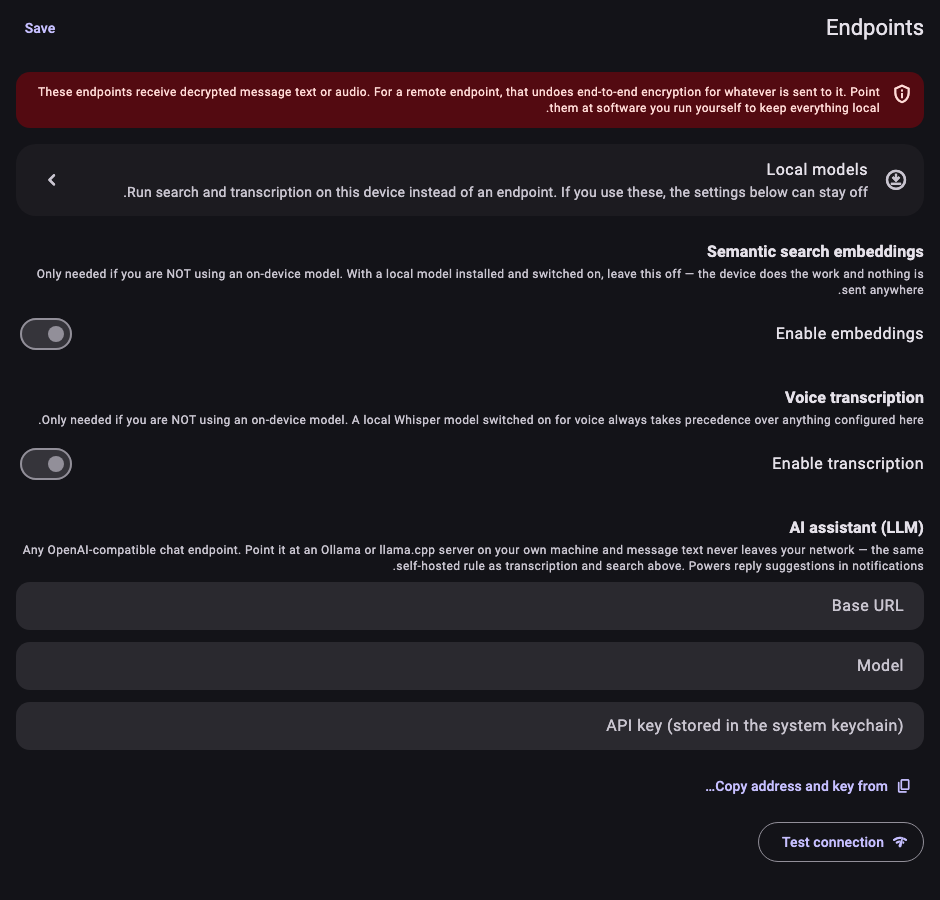 Endpoints
Save
These endpoints receive decrypted message text or audio. For a remote endpoint, that undoes end-to-end encryption for whatever is sent to it. Point
.them at software you run yourself to keep everything local
Local models
.Run search and transcription on this device instead of an endpoint. If you use these, the settings below can stay off
Semantic search embeddings
Only needed if you are NOT using an on-device model. With a local model installed and switched on, leave this off — the device does the work and nothing is
.sent anywhere
Enable embeddings
Voice transcription
.Only needed if you are NOT using an on-device model. A local Whisper model switched on for voice always takes precedence over anything configured here
Enable transcription
AI assistant (LLM)
Any OpenAI-compatible chat endpoint. Point it at an Ollama or llama.cpp server on your own machine and message text never leaves your network — the same
.self-hosted rule as transcription and search above. Powers reply suggestions in notifications
Base URL
Model
API key (stored in the system keychain)
...Copy address and key from
Test connection